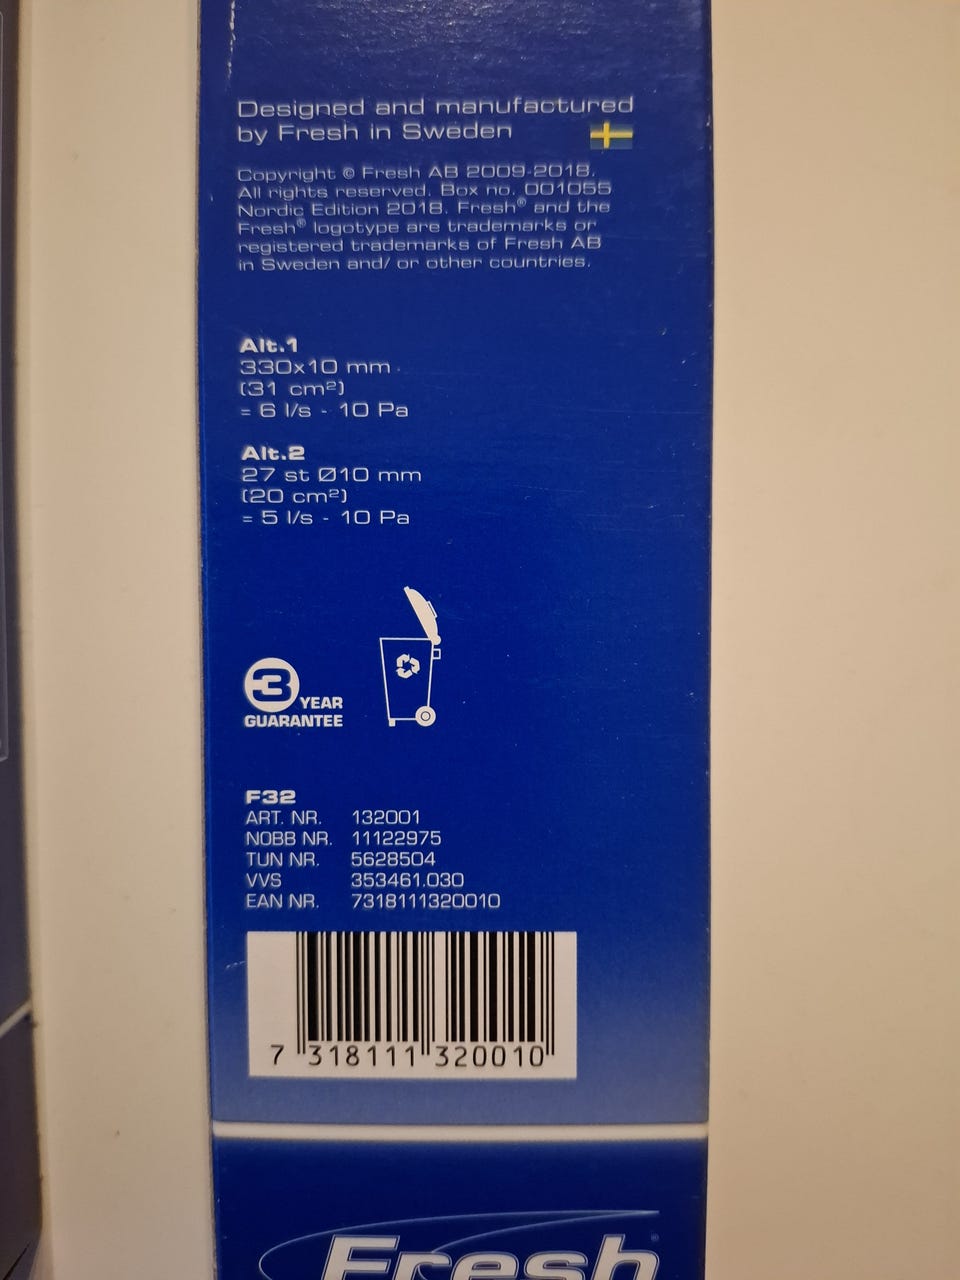 Designed and manufactured
by Fresh in Sweden
Copyright © Fresh AB 2009-2018.
All rights reserved. Box no. 001055
Nordic Edition 2018. Fresh® and the
Fresh® logotype are trademarks or
registered trademarks of Fresh AB
in Sweden and/ or other countries.
Alt.1
330x10 mm
(31 cm²)
= 6 l/s - 10 Pa
Alt.2
27 st Ø10 mm
(20 cm²)
= 5 l/s - 10 Pa
3 YEAR
GUARANTEE
F32
ART. NR. 132001
NOBB NR. 11122975
TUN NR. 5628504
VVS 353461.030
EAN NR. 7318111320010
7 318111 320010
Fresh®